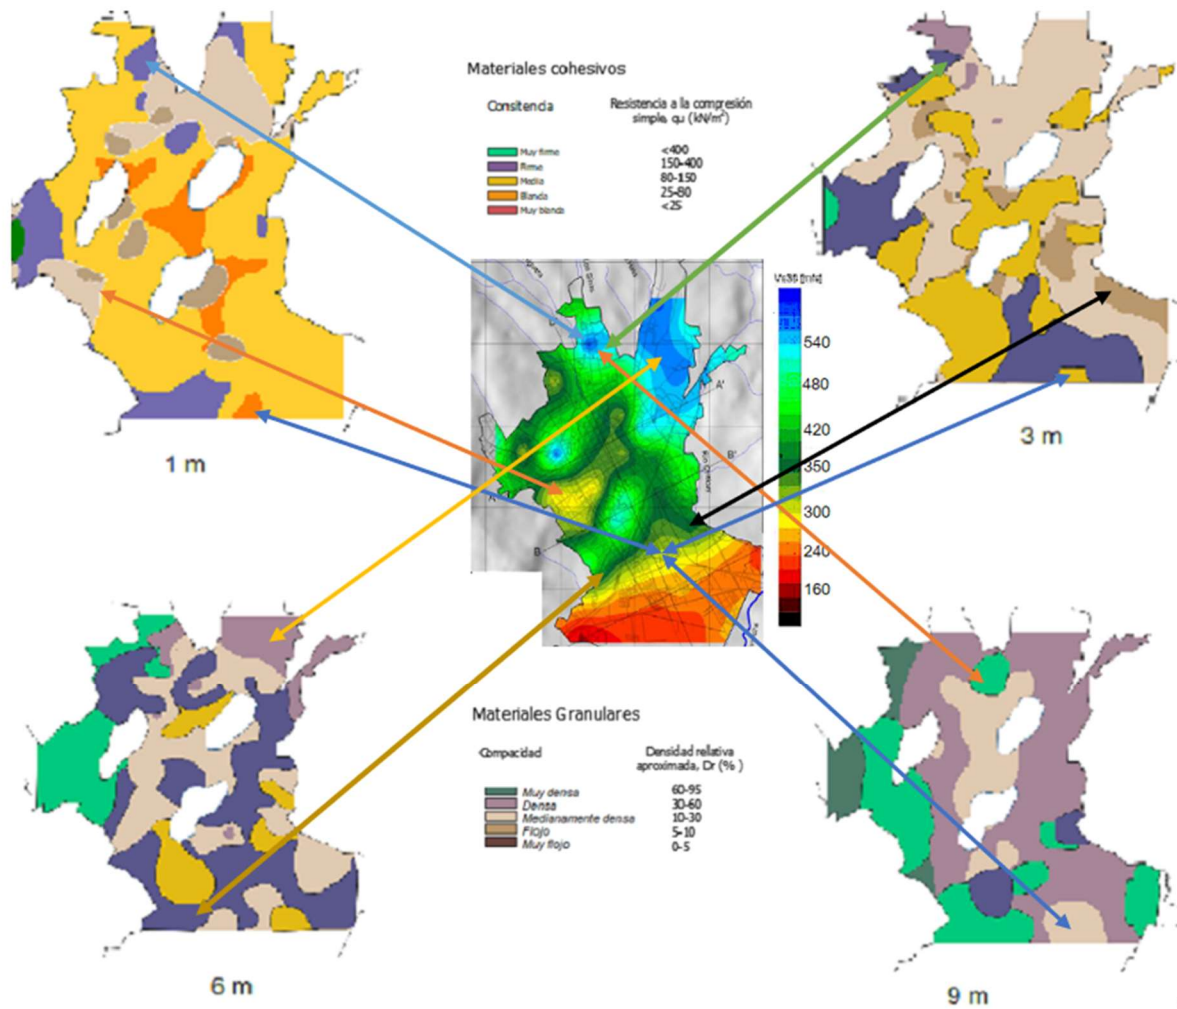 Materiales cohesivos
Consitencia
Resistencia a la compresión
simple, qu (kN/m²)
Muy firme
<400
Firme
150-400
Media
80-150
Blanda
25-80
Muy blanda
<25
1 m
3 m
Vs30 [m/s]
540
480
420
350
300
240
160
A'
B'
A
B
Materiales Granulares
Compacidad
Densidad relativa
aproximada, Dr (% )
Muy densa
60-95
Densa
30-60
Medianamente densa
10-30
Flojo
5-10
Muy flojo
0-5
6 m
9 m